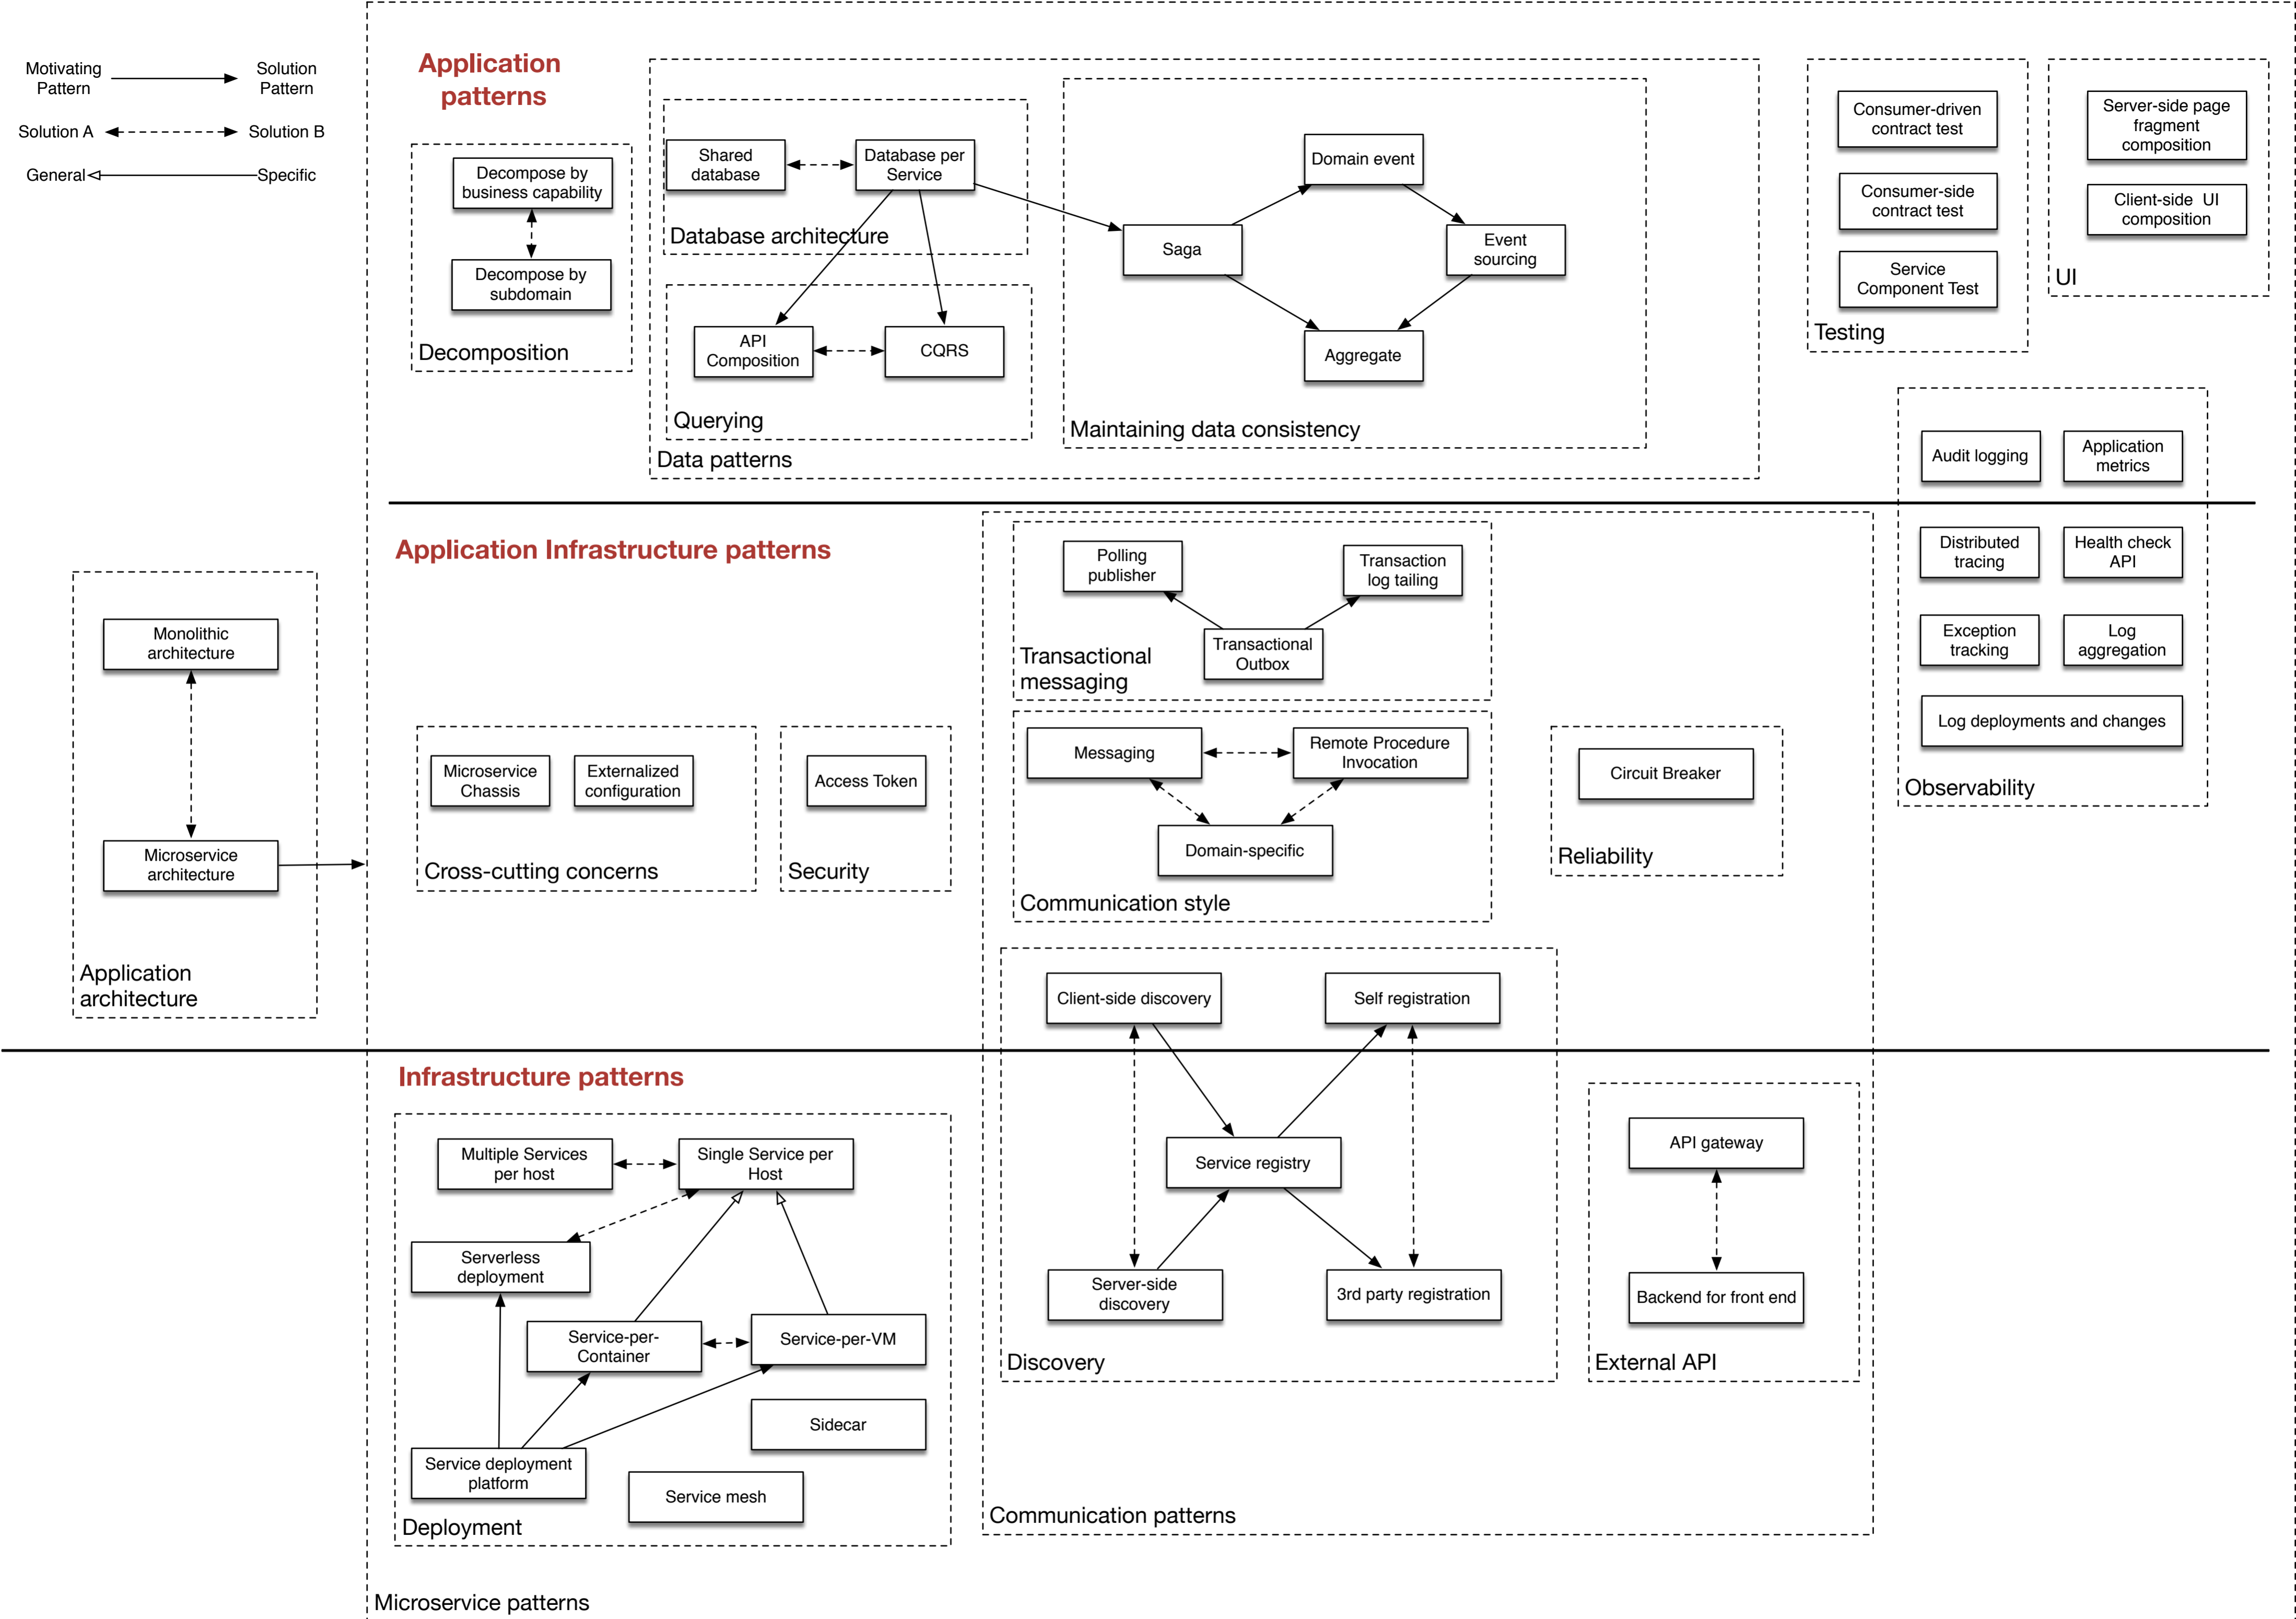 Motivating
Pattern
Solution
Pattern
Solution A
Solution B
General
Specific
Application
patterns
Decompose by
business capability
Decompose by
subdomain
Decomposition
Shared
database
Database per
Service
Database architecture
API
Composition
CQRS
Querying
Data patterns
Domain event
Saga
Event
sourcing
Aggregate
Maintaining data consistency
Consumer-driven
contract test
Consumer-side
contract test
Service
Component Test
Testing
Server-side page
fragment
composition
Client-side UI
composition
UI
Audit logging
Application
metrics
Distributed
tracing
Health check
API
Exception
tracking
Log
aggregation
Log deployments and changes
Observability
Application Infrastructure patterns
Monolithic
architecture
Microservice
architecture
Application
architecture
Microservice
Chassis
Externalized
configuration
Cross-cutting concerns
Access Token
Security
Polling
publisher
Transaction
log tailing
Transactional
Outbox
Transactional
messaging
Messaging
Remote Procedure
Invocation
Domain-specific
Communication style
Circuit Breaker
Reliability
Client-side discovery
Self registration
Service registry
Server-side
discovery
3rd party registration
Discovery
API gateway
Backend for front end
External API
Communication patterns
Infrastructure patterns
Multiple Services
per host
Single Service per
Host
Serverless
deployment
Service-per-
Container
Service-per-VM
Sidecar
Service deployment
platform
Service mesh
Deployment
Microservice patterns